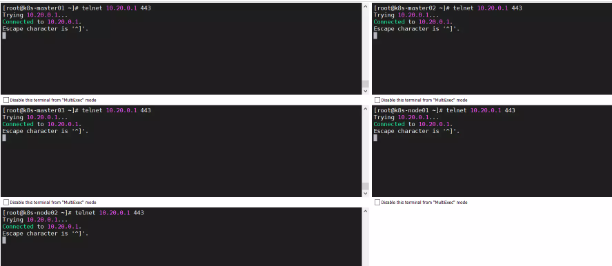 [root@k8s-master01 ~]# telnet 10.20.0.1 443
Trying 10.20.0.1...
Connected to 10.20.0.1.
Escape character is '^]'.
Disable this terminal from "MultiExec" mode
[root@k8s-master02 ~]# telnet 10.20.0.1 443
Trying 10.20.0.1...
Connected to 10.20.0.1.
Escape character is '^]'.
Disable this terminal from "MultiExec" mode
[root@k8s-master03 ~]# telnet 10.20.0.1 443
Trying 10.20.0.1...
Connected to 10.20.0.1.
Escape character is '^]'.
Disable this terminal from "MultiExec" mode
[root@k8s-node01 ~]# telnet 10.20.0.1 443
Trying 10.20.0.1...
Connected to 10.20.0.1.
Escape character is '^]'.
Disable this terminal from "MultiExec" mode
[root@k8s-node02 ~]# telnet 10.20.0.1 443
Trying 10.20.0.1...
Connected to 10.20.0.1.
Escape character is '^]'.